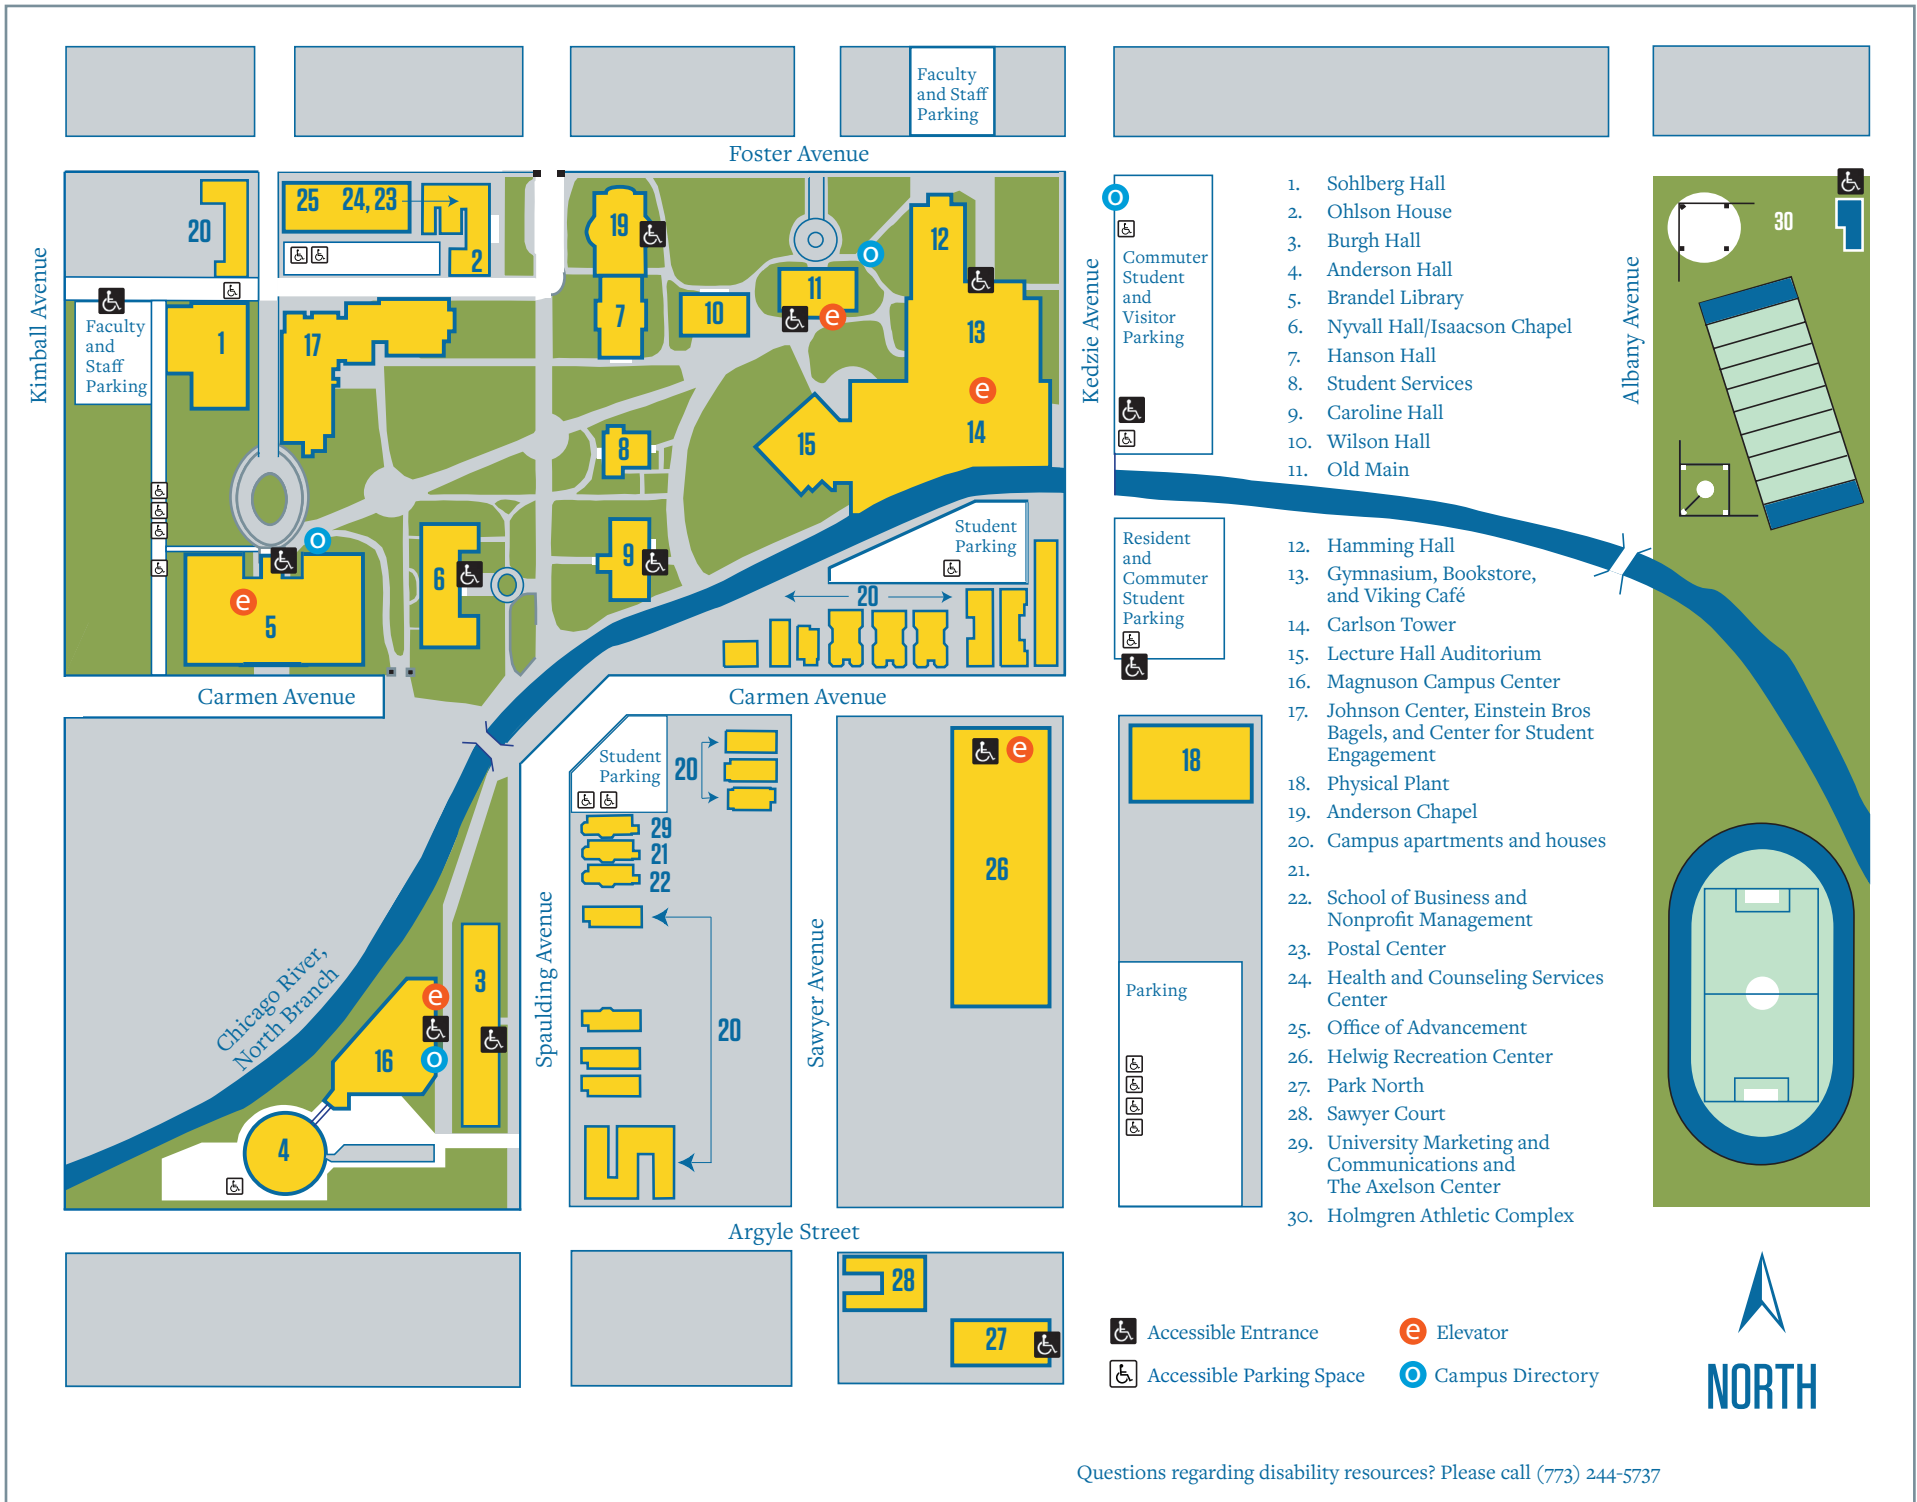 Faculty
and Staff
Parking
Foster Avenue
Kimball Avenue
20
25
24, 23
2
19
12
11
7
10
13
17
1
Faculty
and
Staff
Parking
15
14
8
9
6
5
Student
Parking
20
Carmen Avenue
Carmen Avenue
Kedzie Avenue
Commuter
Student
and
Visitor
Parking
Resident
and
Commuter
Student
Parking
Albany Avenue
30
Student
Parking
20
29
21
22
20
26
18
Parking
Chicago River,
North Branch
3
16
4
Spaulding Avenue
Sawyer Avenue
Argyle Street
28
27
e
e
e
e
e
o
o
o
o
1. Sohlberg Hall
2. Ohlson House
3. Burgh Hall
4. Anderson Hall
5. Brandel Library
6. Nyvall Hall/Isaacson Chapel
7. Hanson Hall
8. Student Services
9. Caroline Hall
10. Wilson Hall
11. Old Main
12. Hamming Hall
13. Gymnasium, Bookstore,
and Viking Café
14. Carlson Tower
15. Lecture Hall Auditorium
16. Magnuson Campus Center
17. Johnson Center, Einstein Bros
Bagels, and Center for Student
Engagement
18. Physical Plant
19. Anderson Chapel
20. Campus apartments and houses
21.
22. School of Business and
Nonprofit Management
23. Postal Center
24. Health and Counseling Services
Center
25. Office of Advancement
26. Helwig Recreation Center
27. Park North
28. Sawyer Court
29. University Marketing and
Communications and
The Axelson Center
30. Holmgren Athletic Complex
Accessible Entrance
e Elevator
Accessible Parking Space
o Campus Directory
NORTH
Questions regarding disability resources? Please call (773) 244-5737